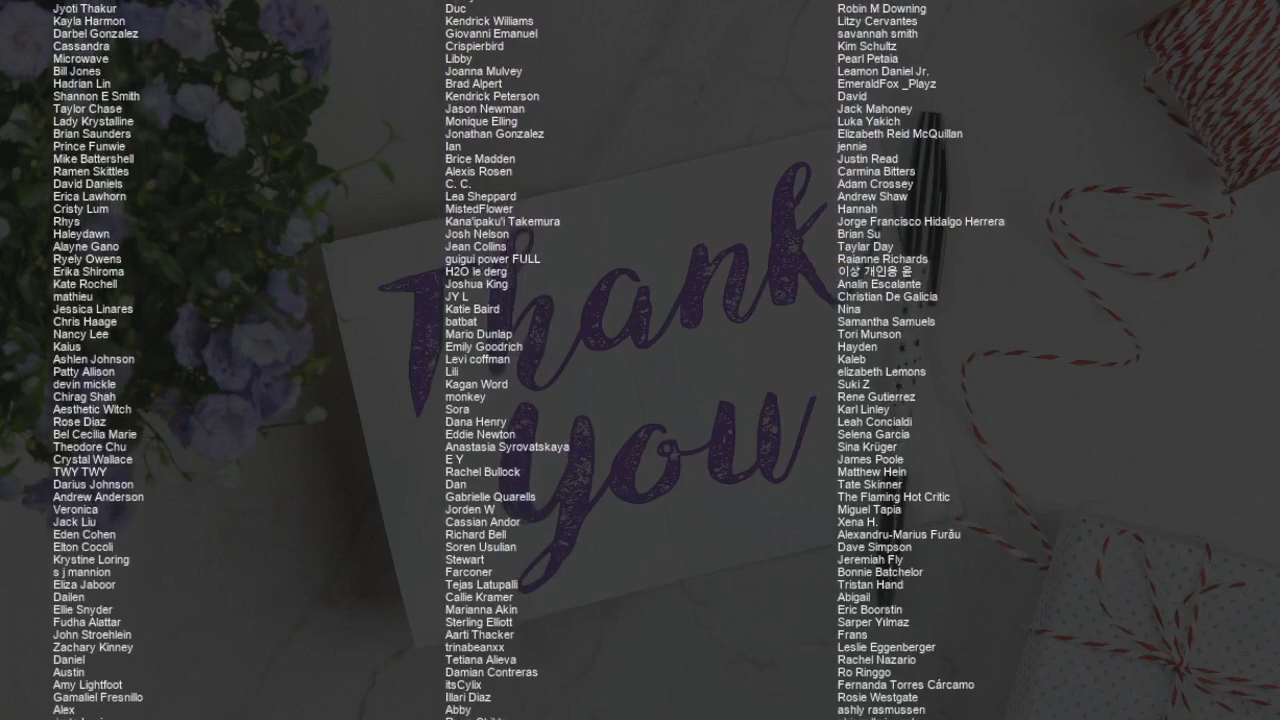 Jyoti Thakur
Kayla Harmon
Darbel Gonzalez
Cassandra
Microwave
Bill Jones
Hadrian Lin
Shannon E Smith
Taylor Chase
Lady Krystalline
Brian Saunders
Prince Funwie
Mike Battershell
Ramen Skittles
David Daniels
Erica Lawhorn
Cristy Lum
Rhys
Haleydawn
Alayne Gano
Ryely Owens
Erika Shiroma
Kate Rochell
mathieu
Jessica Linares
Chris Haage
Nancy Lee
Kaius
Ashlen Johnson
Patty Allison
devin mickle
Chirag Shah
Aesthetic Witch
Rose Diaz
Bel Cecilia Marie
Theodore Chu
Crystal Wallace
TWY TWY
Darius Johnson
Andrew Anderson
Veronica
Jack Liu
Eden Cohen
Elton Cocoli
Krystine Loring
s j mannion
Eliza Jaboor
Dailen
Ellie Snyder
Fudha Alattar
John Stroehlein
Zachary Kinney
Daniel
Austin
Amy Lightfoot
Gamaliel Fresnillo
Alex
Duc
Kendrick Williams
Giovanni Emanuel
Crispierbird
Libby
Joanna Mulvey
Brad Alpert
Kendrick Peterson
Jason Newman
Monique Elling
Jonathan Gonzalez
Ian
Brice Madden
Alexis Rosen
C. C.
Lea Sheppard
MistedFlower
Kana'ipaku'i Takemura
Josh Nelson
Jean Collins
guigui power FULL
H2O le derg
Joshua King
JY L
Katie Baird
batbat
Mario Dunlap
Emily Goodrich
Levi coffman
Lili
Kagan Word
monkey
Sora
Dana Henry
Eddie Newton
Anastasia Syrovatskaya
E Y
Rachel Bullock
Dan
Gabrielle Quarells
Jorden W
Cassian Andor
Richard Bell
Soren Usulian
Stewart
Farconer
Tejas Latupalli
Callie Kramer
Marianna Akin
Sterling Elliott
Aarti Thacker
trinabeanxx
Tetiana Alieva
Damian Contreras
itsCylix
Illari Diaz
Abby
Robin M Downing
Litzy Cervantes
savannah smith
Kim Schultz
Pearl Petaia
Leamon Daniel Jr.
EmeraldFox _Playz
David
Jack Mahoney
Luka Yakich
Elizabeth Reid McQuillan
jennie
Justin Read
Carmina Bitters
Adam Crossey
Andrew Shaw
Hannah
Jorge Francisco Hidalgo Herrera
Brian Su
Taylar Day
Raianne Richards
이상 개인용 윤
Analin Escalante
Christian De Galicia
Nina
Samantha Samuels
Tori Munson
Hayden
Kaleb
elizabeth Lemons
Suki Z
Rene Gutierrez
Karl Linley
Leah Concialdi
Selena Garcia
Sina Krüger
James Poole
Matthew Hein
Tate Skinner
The Flaming Hot Critic
Miguel Tapia
Xena H.
Alexandru-Marius Furău
Dave Simpson
Jeremiah Fly
Bonnie Batchelor
Tristan Hand
Abigail
Eric Boorstin
Sarper Yılmaz
Frans
Leslie Eggenberger
Rachel Nazario
Ro Ringgo
Fernanda Torres Cárcamo
Rosie Westgate
ashly rasmussen
Thank
you